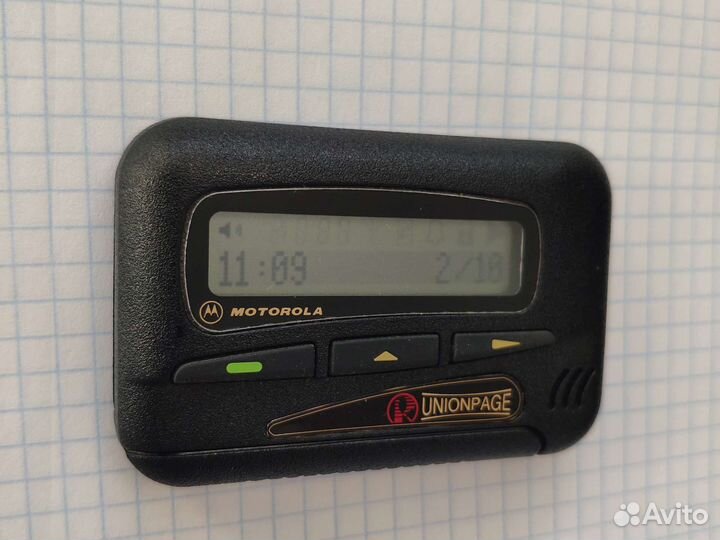 11:09 2/10
MOTOROLA
UNIONPAGE
Avito